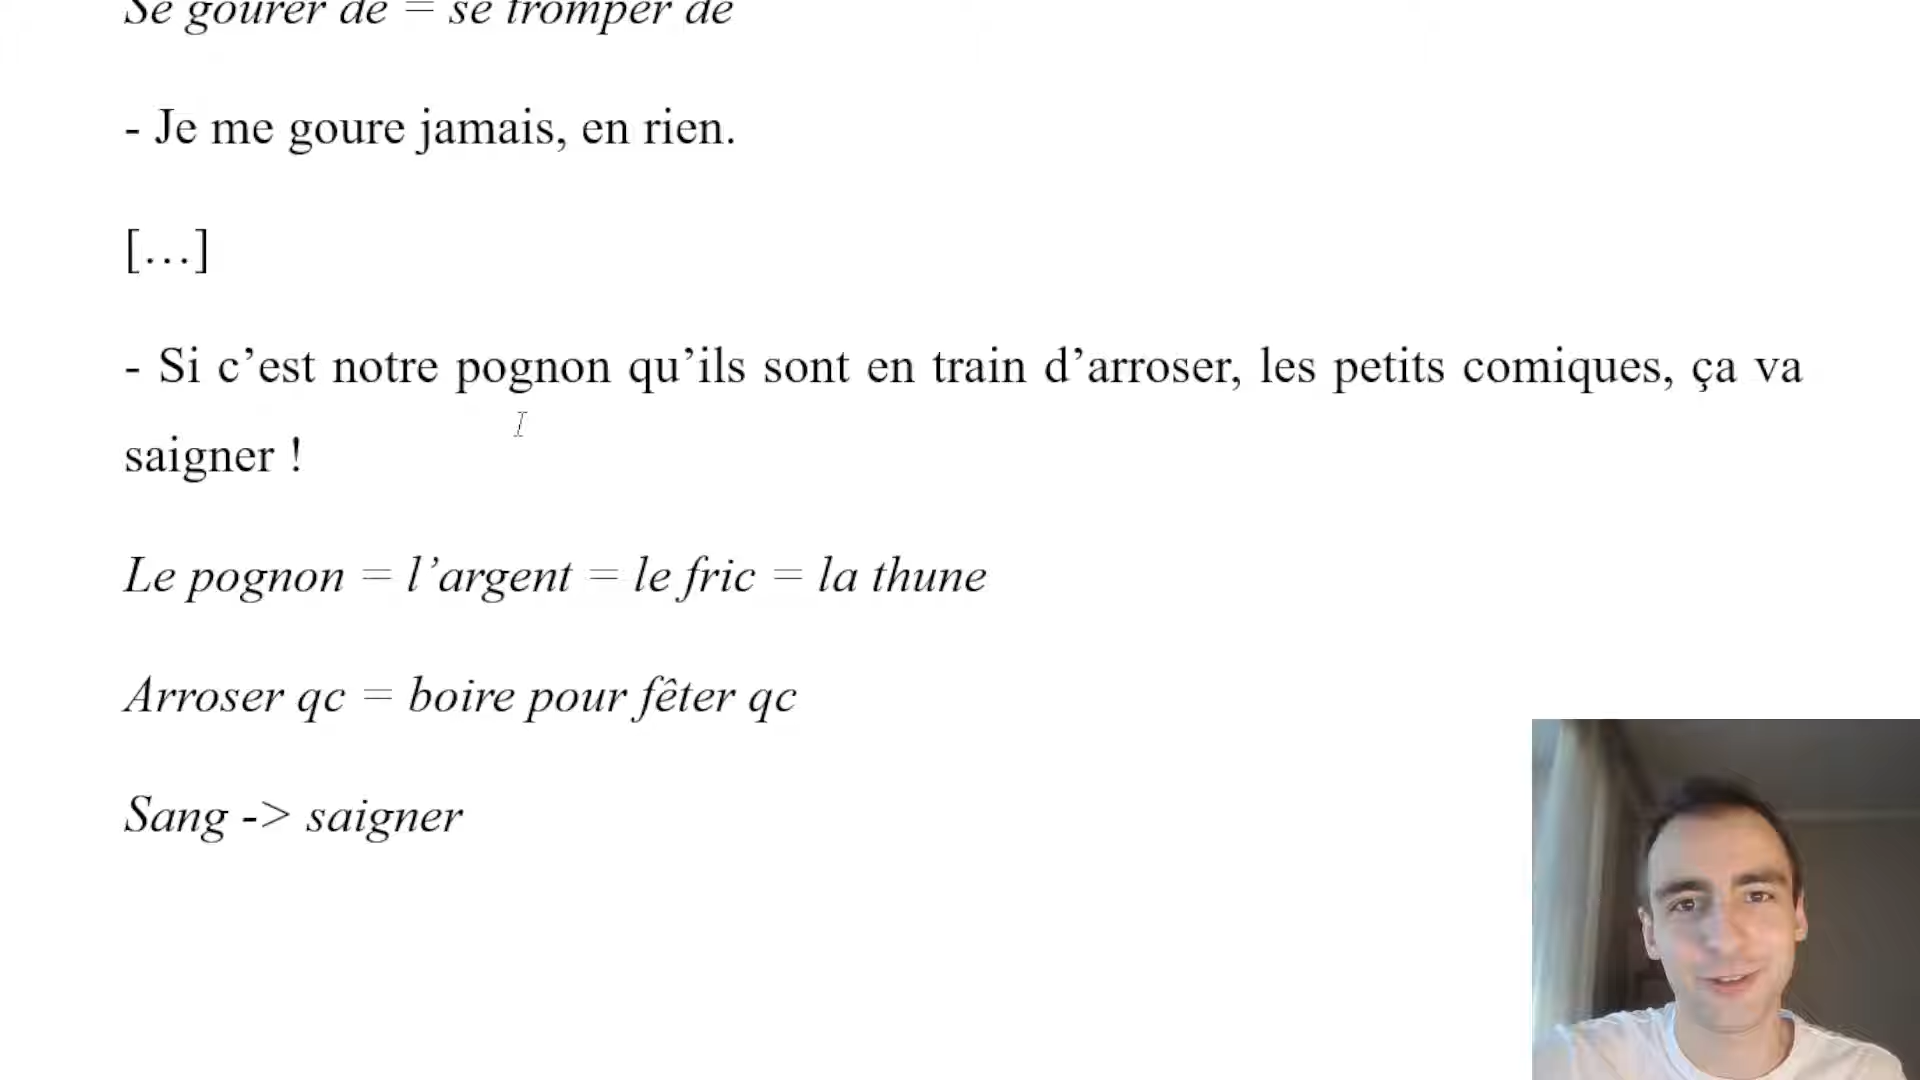 Se gourer de = se tromper de
- Je me goure jamais, en rien.
[…]
- Si c’est notre pognon qu’ils sont en train d’arroser, les petits comiques, ça va
saigner !
Le pognon = l’argent = le fric = la thune
Arroser qc = boire pour fêter qc
Sang -> saigner